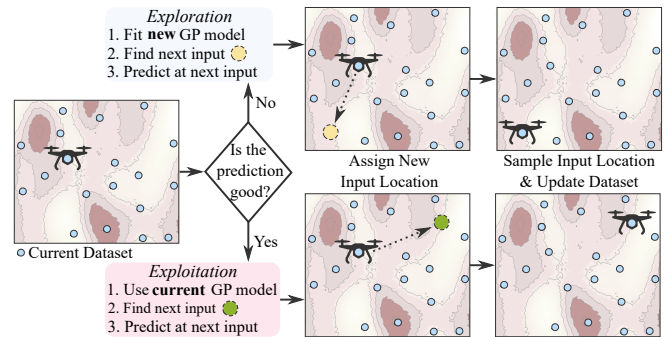 Exploration
1. Fit new GP model
2. Find next input
3. Predict at next input
No
Is the
prediction
good?
Yes
Current Dataset
Exploitation
1. Use current GP model
2. Find next input
3. Predict at next input
Assign New
Input Location
Sample Input Location
& Update Dataset